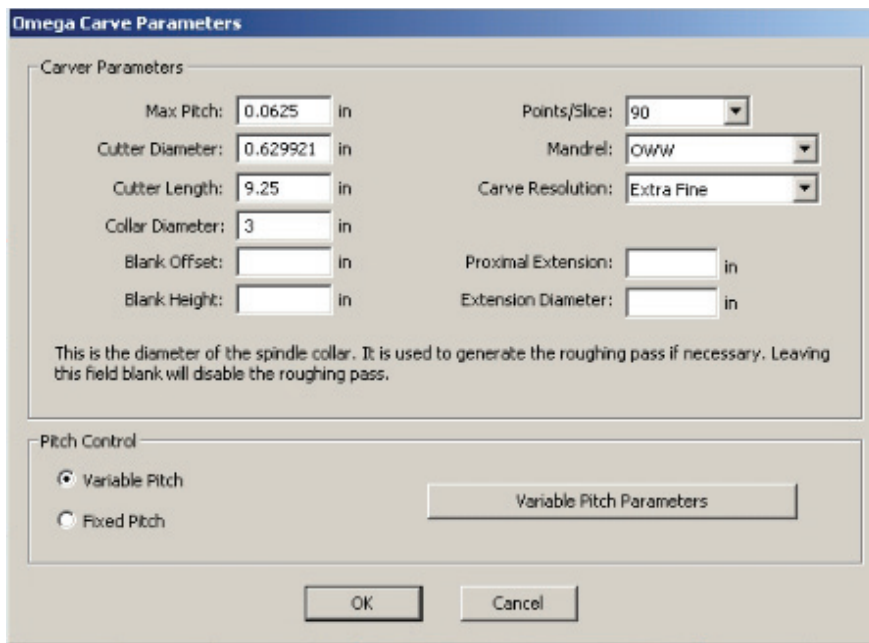 Omega Carve Parameters
Carver Parameters
Max Pitch: 0.0625 in
Points/Slice: 90
Cutter Diameter: 0.629921 in
Mandrel: OWW
Cutter Length: 9.25 in
Carve Resolution: Extra Fine
Collar Diameter: 3 in
Blank Offset: in
Proximal Extension: in
Blank Height: in
Extension Diameter: in
This is the diameter of the spindle collar. It is used to generate the roughing pass if necessary. Leaving
this field blank will disable the roughing pass.
Pitch Control
Variable Pitch
Variable Pitch Parameters
Fixed Pitch
OK Cancel